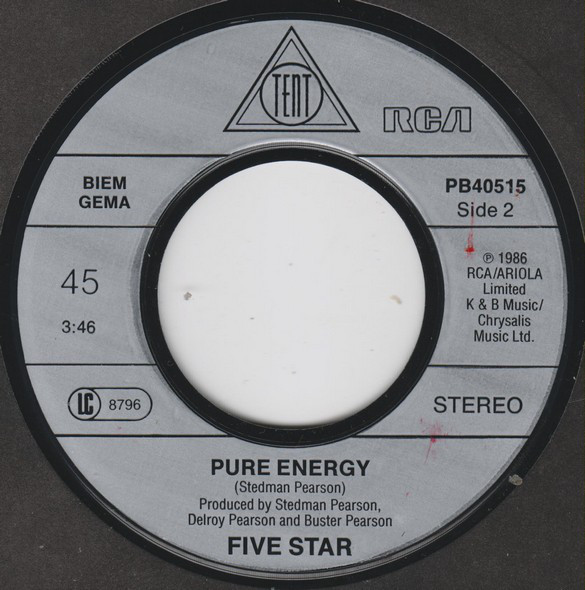 TENT
RCA
BIEM
GEMA
PB40515
Side 2
45
3:46
℗ 1986
RCA/ARIOLA
Limited
K & B Music/
Chrysalis
Music Ltd.
LC 8796
STEREO
PURE ENERGY
(Stedman Pearson)
Produced by Stedman Pearson,
Delroy Pearson and Buster Pearson
FIVE STAR